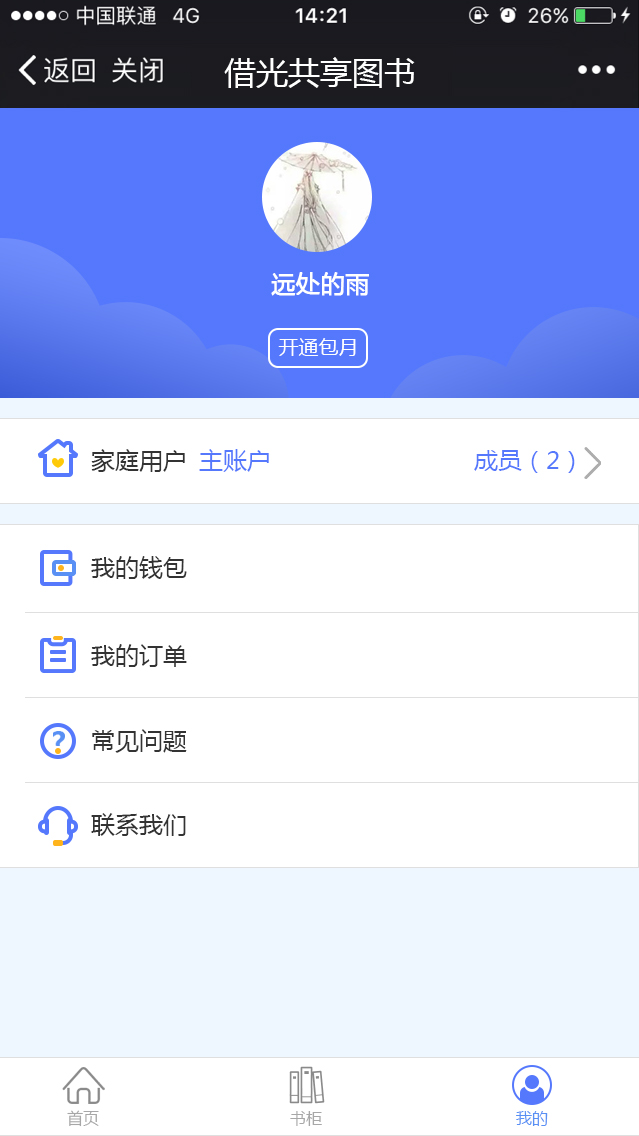 中国联通 4G 14:21 26%
返回 关闭 借光共享图书
远处的雨
开通包月
家庭用户 主账户 成员（2）
我的钱包
我的订单
常见问题
联系我们
首页 书柜 我的